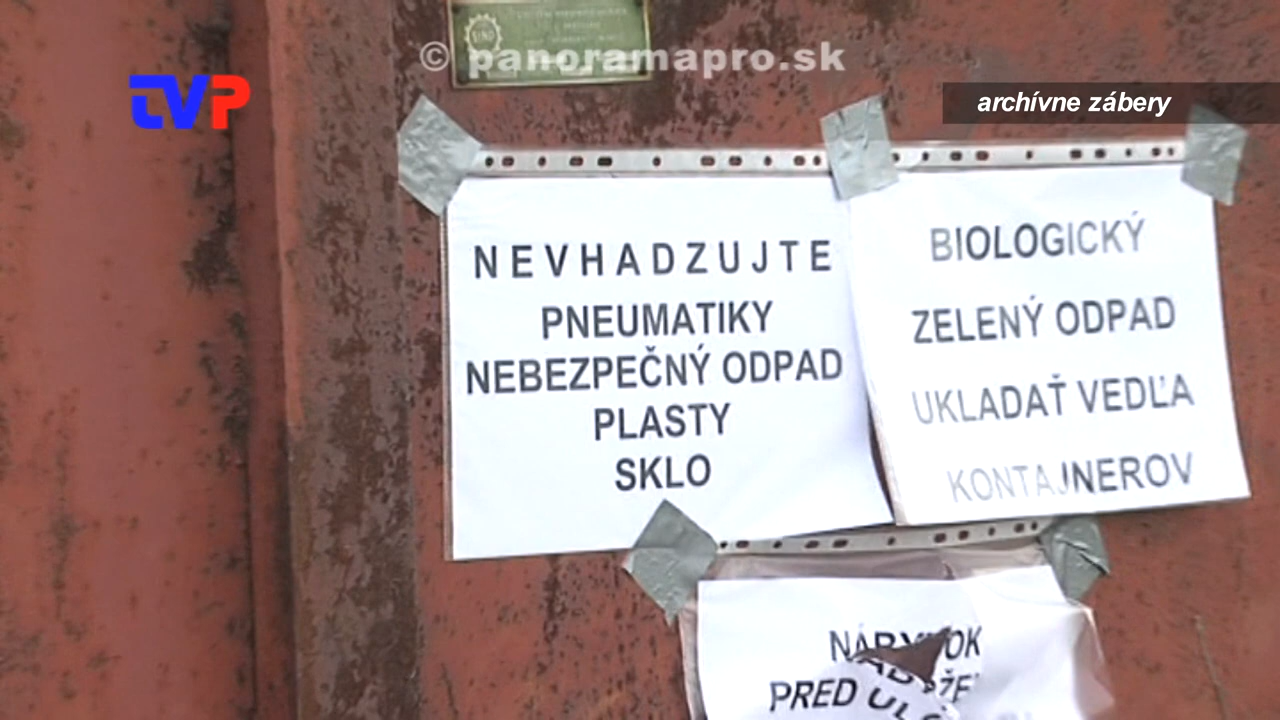 © panoramapro.sk
TVP
archívne zábery
NEVHADZUJTE
PNEUMATIKY
NEBEZPEČNÝ ODPAD
PLASTY
SKLO
BIOLOGICKÝ
ZELENÝ ODPAD
UKLADAŤ VEDĽA
KONTAJNEROV
PRED